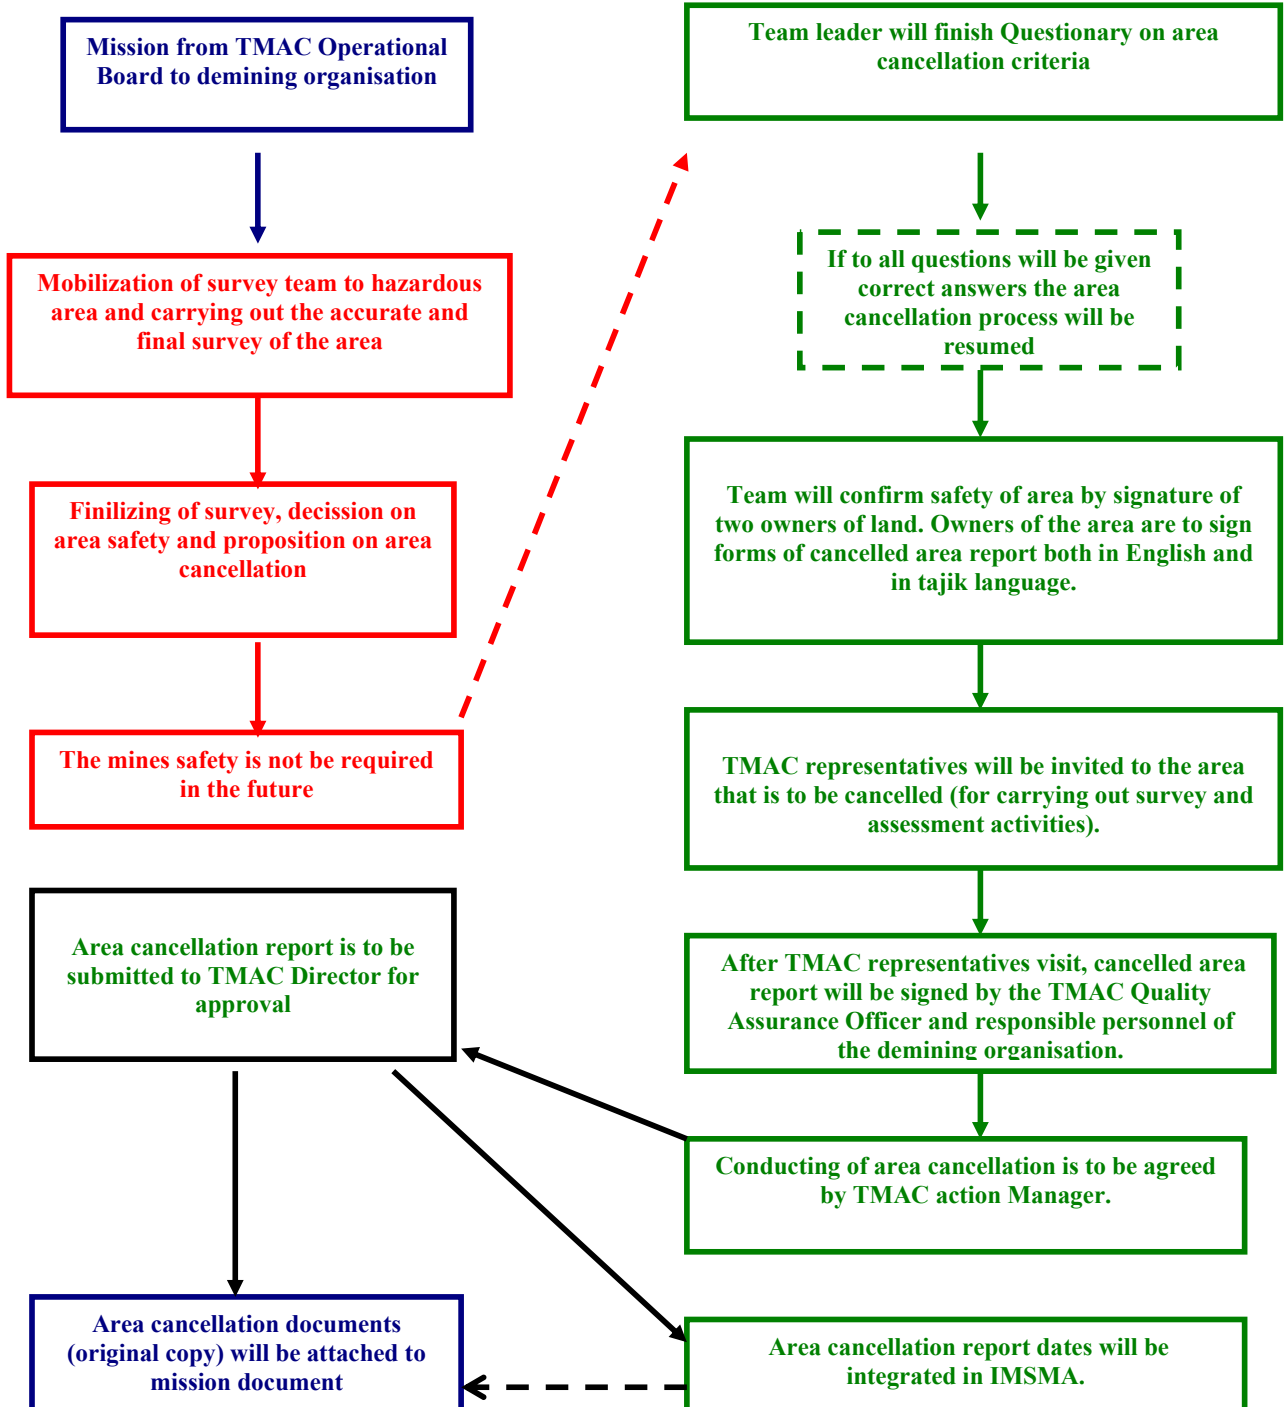 Mission from TMAC Operational
Board to demining organisation
Mobilization of survey team to hazardous
area and carrying out the accurate and
final survey of the area
Finilizing of survey, decission on
area safety and proposition on area
cancellation
The mines safety is not be required
in the future
Team leader will finish Questionary on area
cancellation criteria
If to all questions will be given
correct answers the area
cancellation process will be
resumed
Team will confirm safety of area by signature of
two owners of land. Owners of the area are to sign
forms of cancelled area report both in English and
in tajik language.
TMAC representatives will be invited to the area
that is to be cancelled (for carrying out survey and
assessment activities).
After TMAC representatives visit, cancelled area
report will be signed by the TMAC Quality
Assurance Officer and responsible personnel of
the demining organisation.
Conducting of area cancellation is to be agreed
by TMAC action Manager.
Area cancellation report is to be
submitted to TMAC Director for
approval
Area cancellation documents
(original copy) will be attached to
mission document
Area cancellation report dates will be
integrated in IMSMA.